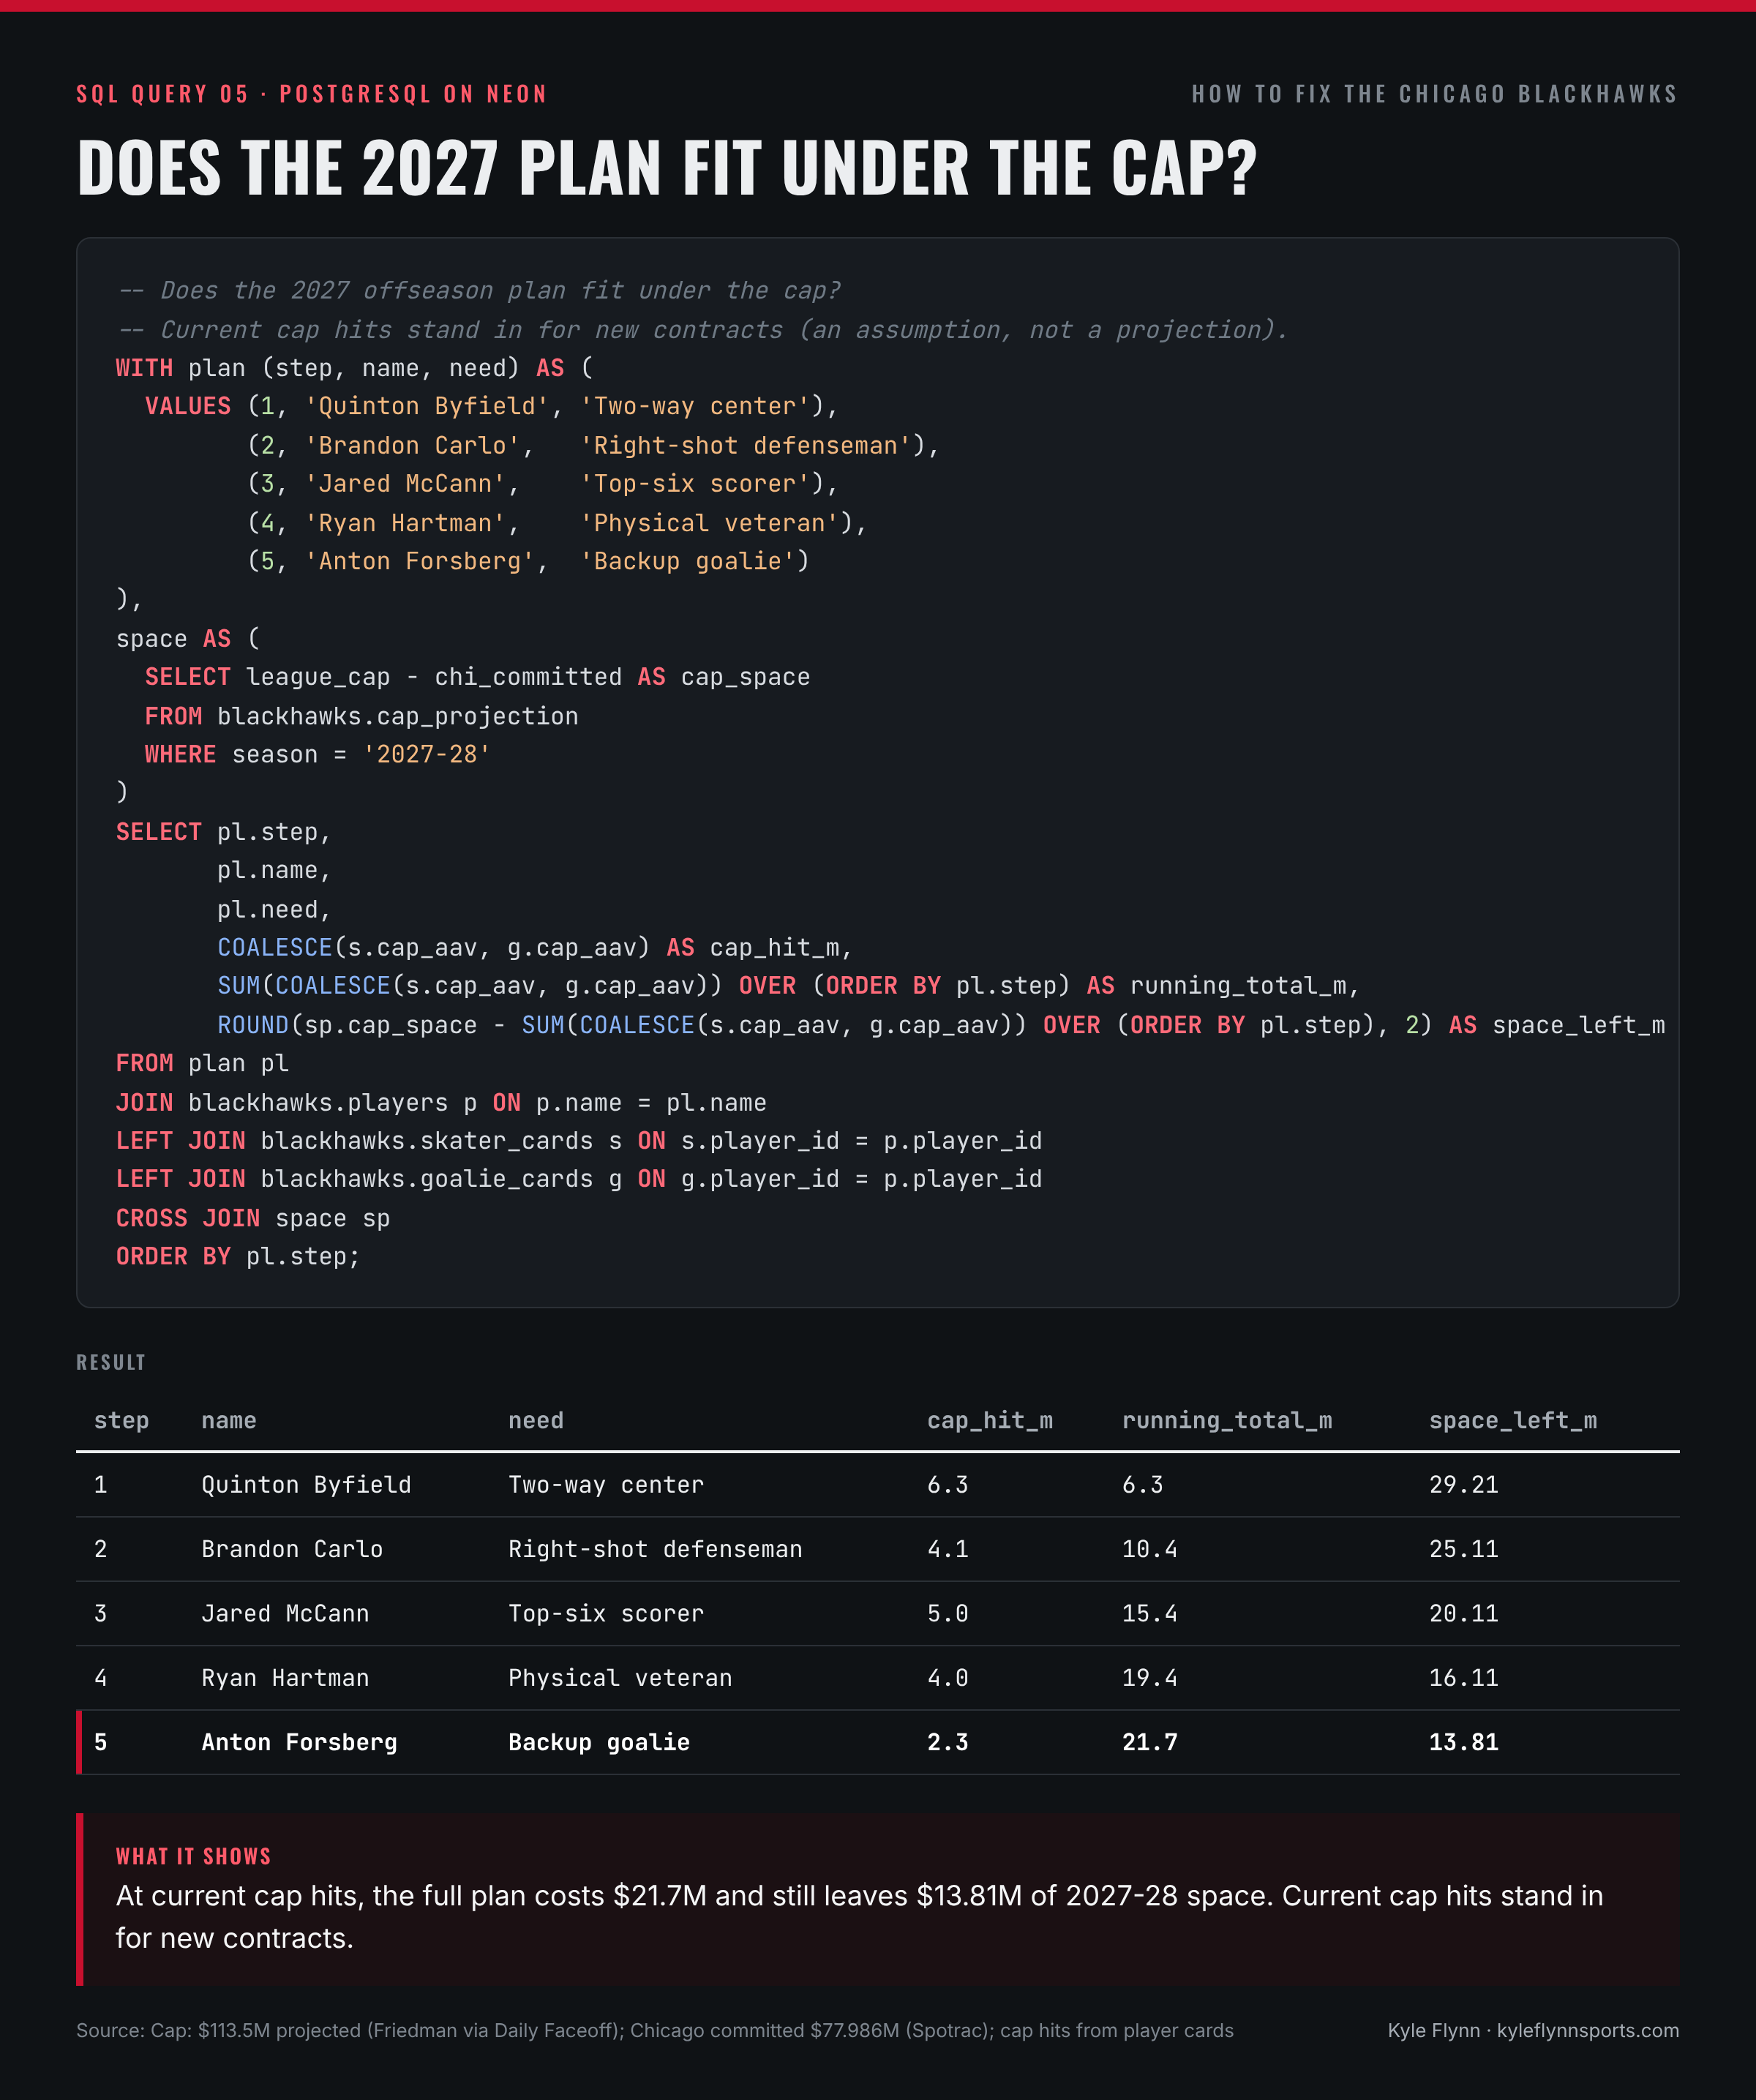 SQL QUERY 05 · POSTGRESQL ON NEON
HOW TO FIX THE CHICAGO BLACKHAWKS
DOES THE 2027 PLAN FIT UNDER THE CAP?
-- Does the 2027 offseason plan fit under the cap?
-- Current cap hits stand in for new contracts (an assumption, not a projection).
WITH plan (step, name, need) AS (
  VALUES (1, 'Quinton Byfield', 'Two-way center'),
         (2, 'Brandon Carlo',   'Right-shot defenseman'),
         (3, 'Jared McCann',    'Top-six scorer'),
         (4, 'Ryan Hartman',    'Physical veteran'),
         (5, 'Anton Forsberg',  'Backup goalie')
),
space AS (
  SELECT league_cap - chi_committed AS cap_space
  FROM blackhawks.cap_projection
  WHERE season = '2027-28'
)
SELECT pl.step,
       pl.name,
       pl.need,
       COALESCE(s.cap_aav, g.cap_aav) AS cap_hit_m,
       SUM(COALESCE(s.cap_aav, g.cap_aav)) OVER (ORDER BY pl.step) AS running_total_m,
       ROUND(sp.cap_space - SUM(COALESCE(s.cap_aav, g.cap_aav)) OVER (ORDER BY pl.step), 2) AS space_left_m
FROM plan pl
JOIN blackhawks.players p ON p.name = pl.name
LEFT JOIN blackhawks.skater_cards s ON s.player_id = p.player_id
LEFT JOIN blackhawks.goalie_cards g ON g.player_id = p.player_id
CROSS JOIN space sp
ORDER BY pl.step;
RESULT
step name need cap_hit_m running_total_m space_left_m
1 Quinton Byfield Two-way center 6.3 6.3 29.21
2 Brandon Carlo Right-shot defenseman 4.1 10.4 25.11
3 Jared McCann Top-six scorer 5.0 15.4 20.11
4 Ryan Hartman Physical veteran 4.0 19.4 16.11
5 Anton Forsberg Backup goalie 2.3 21.7 13.81
WHAT IT SHOWS
At current cap hits, the full plan costs $21.7M and still leaves $13.81M of 2027-28 space. Current cap hits stand in
for new contracts.
Source: Cap: $113.5M projected (Friedman via Daily Faceoff); Chicago committed $77.986M (Spotrac); cap hits from player cards
Kyle Flynn · kyleflynnsports.com